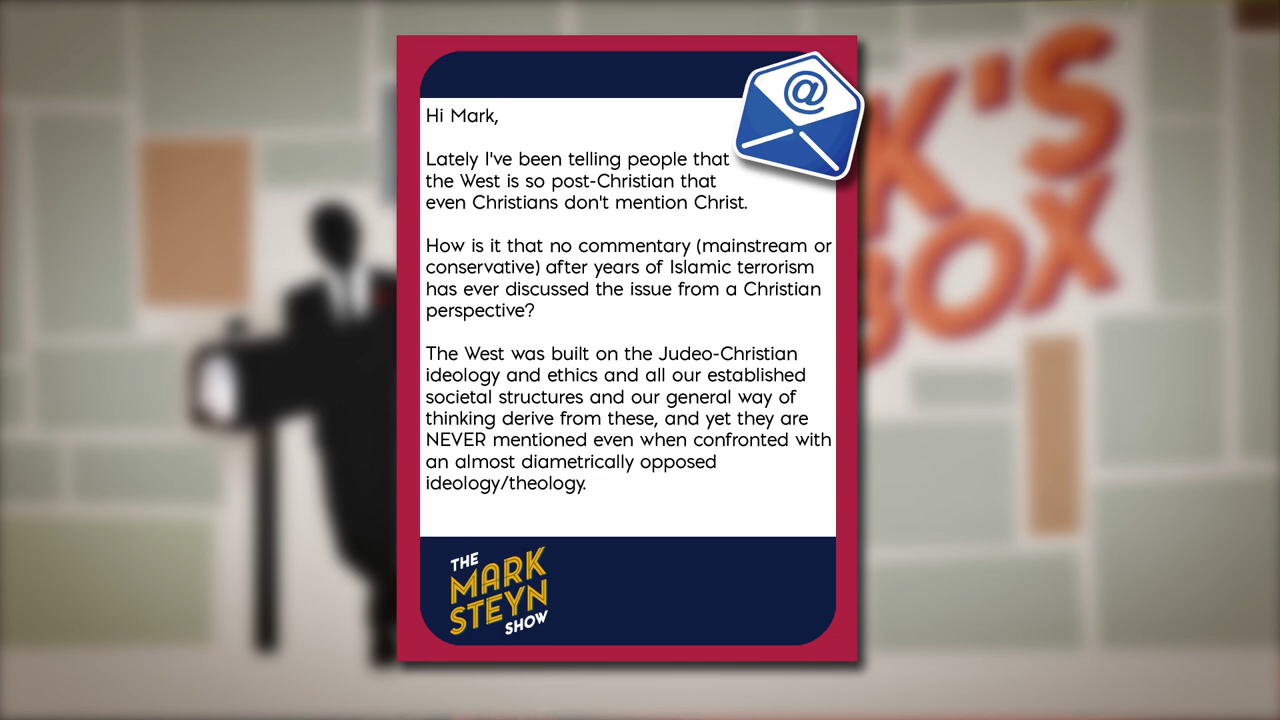 Hi Mark,
Lately I've been telling people that
the West is so post-Christian that
even Christians don't mention Christ.
How is it that no commentary (mainstream or
conservative) after years of Islamic terrorism
has ever discussed the issue from a Christian
perspective?
The West was built on the Judeo-Christian
ideology and ethics and all our established
societal structures and our general way of
thinking derive from these, and yet they are
NEVER mentioned even when confronted with
an almost diametrically opposed
ideology/theology.
@
K'S
BOX
THE
MARK
STEYN
SHOW